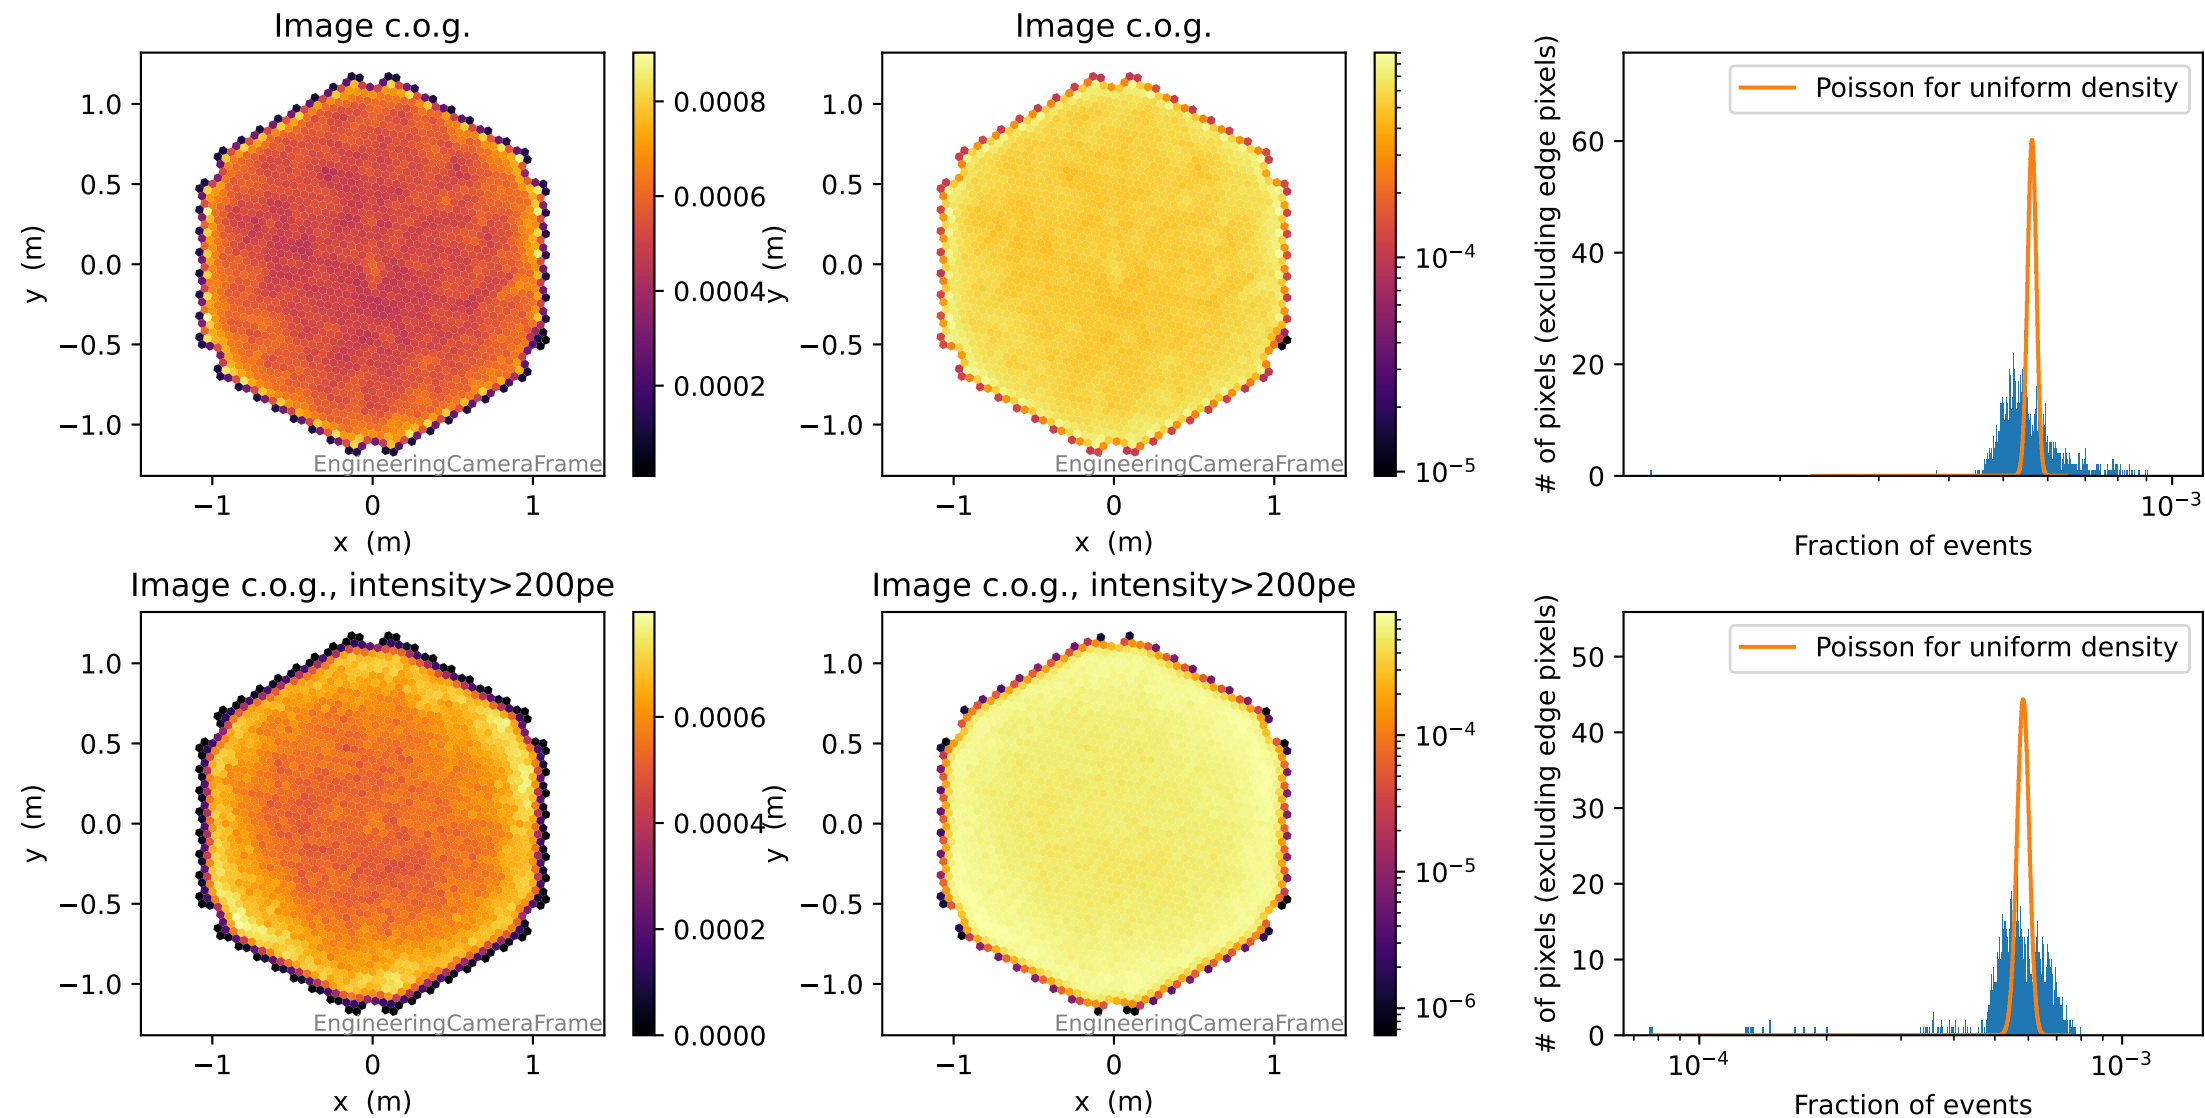 Image c.o.g.
1.0
0.5
0.0
−0.5
−1.0
y (m)
−1
0
1
x (m)
EngineeringCameraFrame
0.0008
0.0006
0.0004
0.0002
Image c.o.g.
1.0
0.5
0.0
−0.5
−1.0
y (m)
−1
0
1
x (m)
EngineeringCameraFrame
10−4
10−5
# of pixels (excluding edge pixels)
60
40
20
0
Poisson for uniform density
10−3
Fraction of events
Image c.o.g., intensity>200pe
1.0
0.5
0.0
−0.5
−1.0
y (m)
−1
0
1
x (m)
EngineeringCameraFrame
0.0006
0.0004
0.0002
0.0000
Image c.o.g., intensity>200pe
1.0
0.5
0.0
−0.5
−1.0
y (m)
−1
0
1
x (m)
EngineeringCameraFrame
10−4
10−5
10−6
# of pixels (excluding edge pixels)
50
40
30
20
10
0
Poisson for uniform density
10−4
10−3
Fraction of events